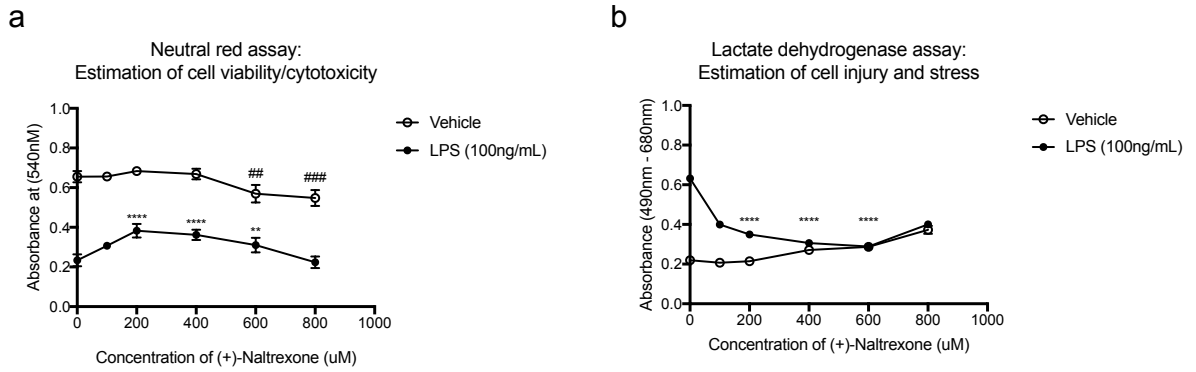 a
Neutral red assay:
Estimation of cell viability/cytotoxicity
1.0
0.8
0.6
0.4
0.2
0.0
Absorbance at (540nM)
## ###
**** **** **
0 200 400 600 800 1000
Concentration of (+)-Naltrexone (uM)
Vehicle
LPS (100ng/mL)
b
Lactate dehydrogenase assay:
Estimation of cell injury and stress
1.0
0.8
0.6
0.4
0.2
0.0
Absorbance (490nm - 680nm)
**** **** ****
0 200 400 600 800 1000
Concentration of (+)-Naltrexone (uM)
Vehicle
LPS (100ng/mL)